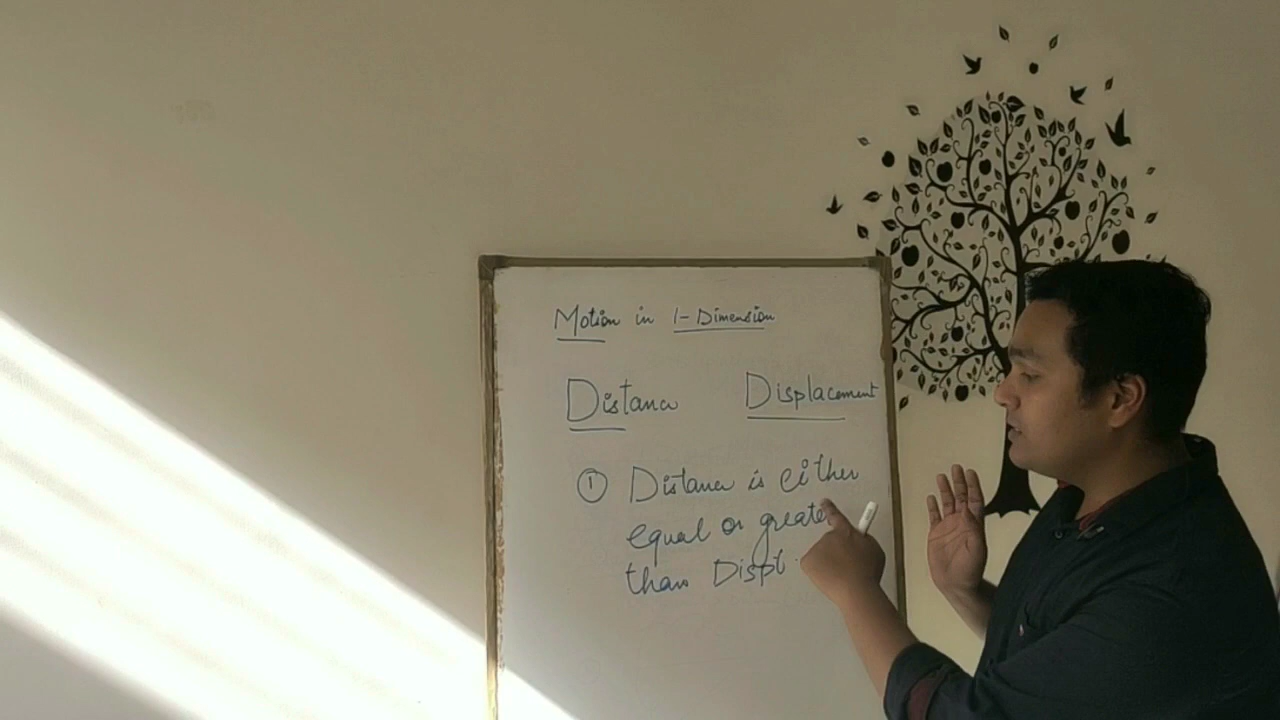 Motion in 1-Dimension
Distance Displacement
① Distance is either
equal or greater
than Displ.